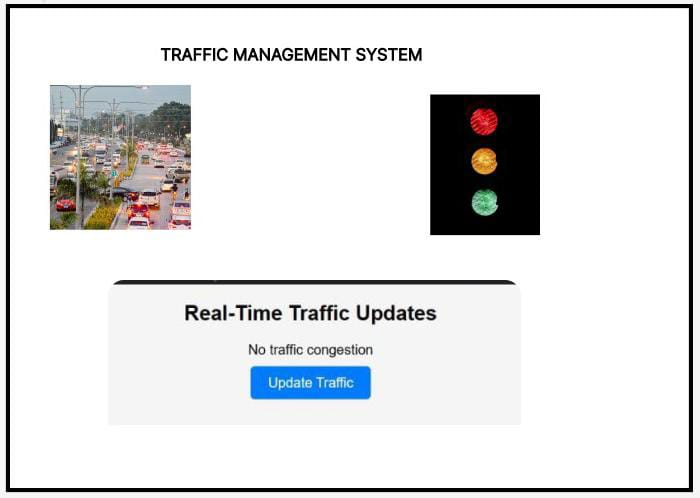 TRAFFIC MANAGEMENT SYSTEM
Real-Time Traffic Updates
No traffic congestion
Update Traffic